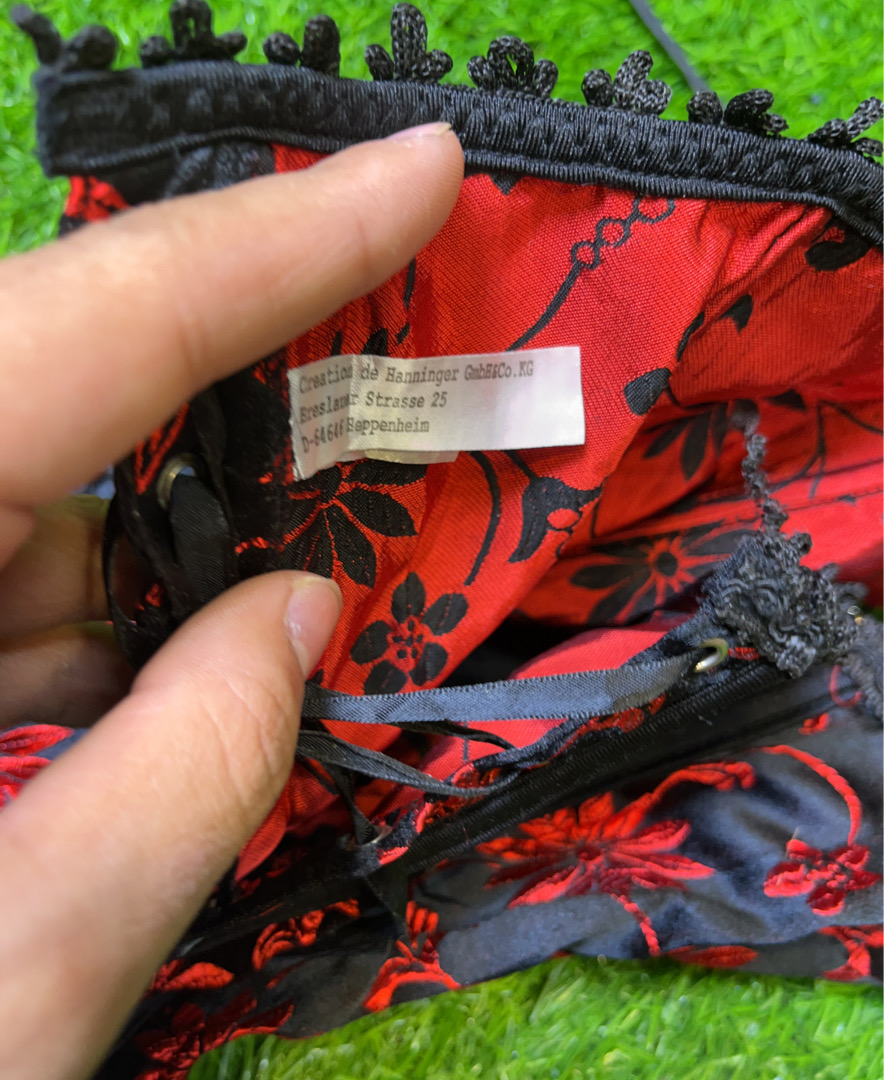 Creation de Hanninger GmbH&Co.KG
Breslauer Strasse 25
D-64646 Heppenheim